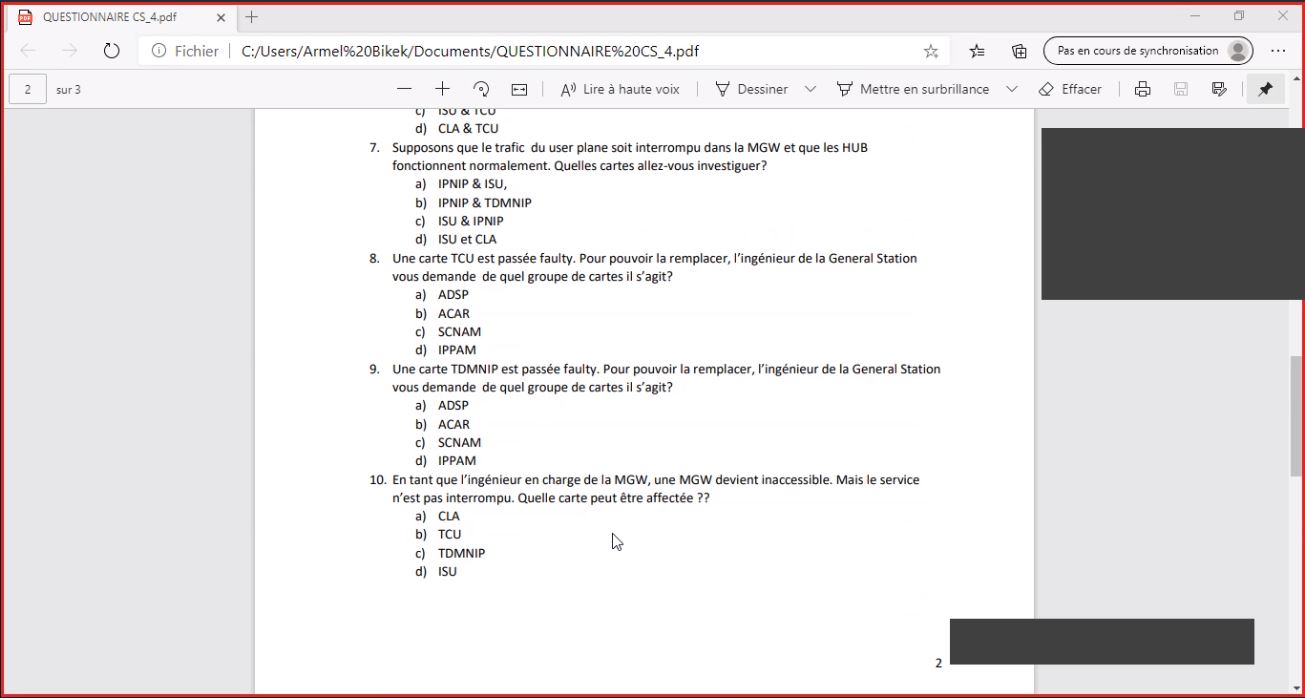 QUESTIONNAIRE CS_4.pdf
Fichier C:/Users/Armel%20Bikek/Documents/QUESTIONNAIRE%20CS_4.pdf
Pas en cours de synchronisation
2 sur 3
Lire à haute voix
Dessiner
Mettre en surbrillance
Effacer
c) ISU & TCU
d) CLA & TCU
7. Supposons que le trafic du user plane soit interrompu dans la MGW et que les HUB
fonctionnent normalement. Quelles cartes allez-vous investiguer?
a) IPNIP & ISU,
b) IPNIP & TDMNIP
c) ISU & IPNIP
d) ISU et CLA
8. Une carte TCU est passée faulty. Pour pouvoir la remplacer, l’ingénieur de la General Station
vous demande de quel groupe de cartes il s’agit?
a) ADSP
b) ACAR
c) SCNAM
d) IPPAM
9. Une carte TDMNIP est passée faulty. Pour pouvoir la remplacer, l’ingénieur de la General Station
vous demande de quel groupe de cartes il s’agit?
a) ADSP
b) ACAR
c) SCNAM
d) IPPAM
10. En tant que l’ingénieur en charge de la MGW, une MGW devient inaccessible. Mais le service
n’est pas interrompu. Quelle carte peut être affectée ??
a) CLA
b) TCU
c) TDMNIP
d) ISU
2